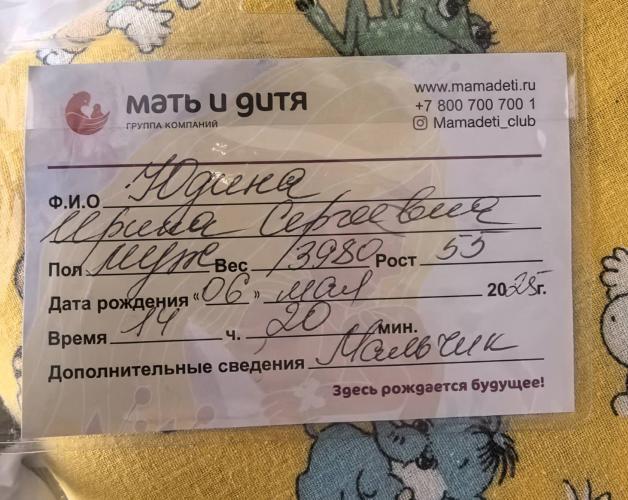 мать и дитя
ГРУППА КОМПАНИЙ
www.mamadeti.ru
+7 800 700 700 1
Mamadeti_club
Ф.И.О Юдина
Ирина Сергеевна
Пол муж Вес 3980 Рост 55
Дата рождения «06» мая 2025г.
Время 14 ч. 20 мин.
Дополнительные сведения Мальчик
Здесь рождается будущее!